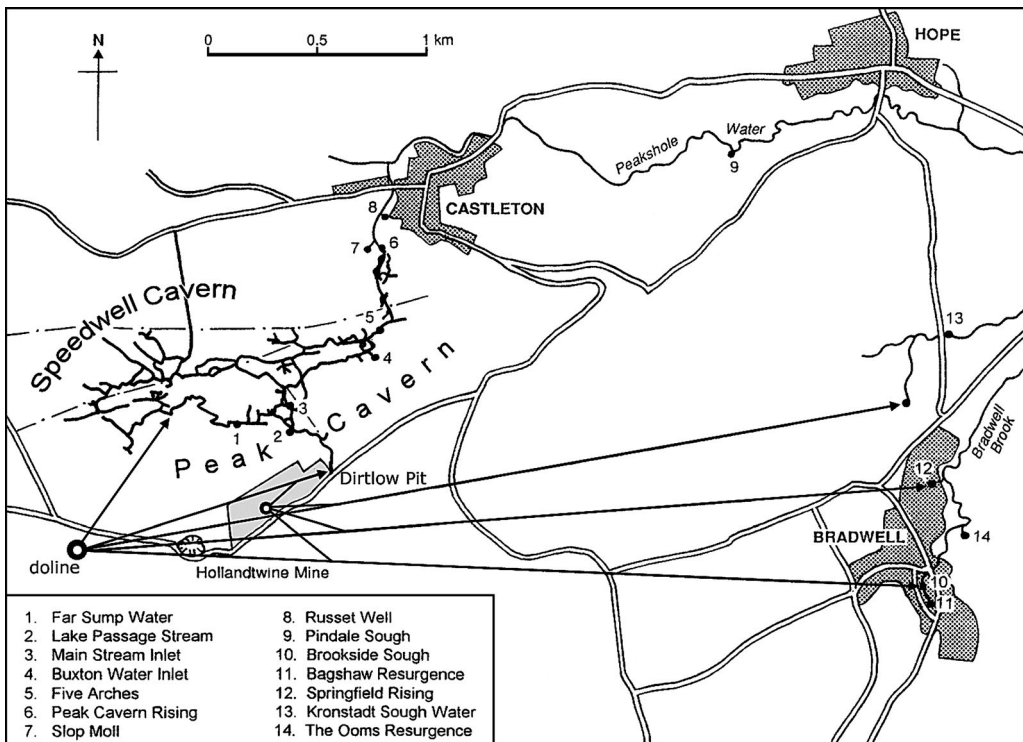 N
0 0.5 1 km
HOPE
Peakshole Water
9
CASTLETON
8
7 6
Speedwell Cavern
5
4
13
3
1 2
Peak Cavern
Dirtlow Pit
Bradwell Brook
12
BRADWELL
14
doline
Hollandtwine Mine
10
11
1. Far Sump Water
2. Lake Passage Stream
3. Main Stream Inlet
4. Buxton Water Inlet
5. Five Arches
6. Peak Cavern Rising
7. Slop Moll
8. Russet Well
9. Pindale Sough
10. Brookside Sough
11. Bagshaw Resurgence
12. Springfield Rising
13. Kronstadt Sough Water
14. The Ooms Resurgence